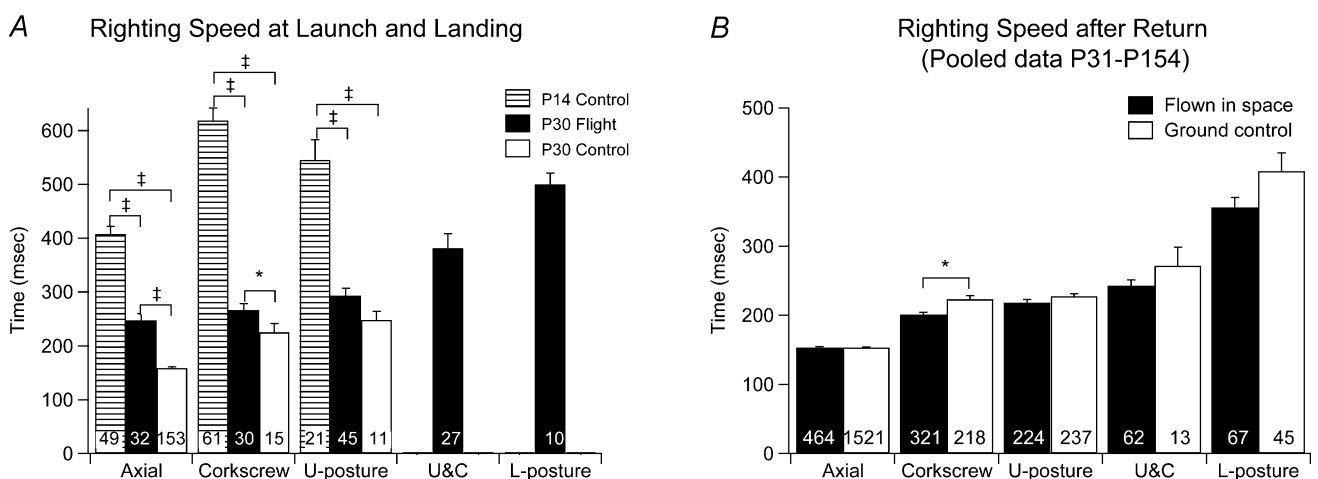 A
Righting Speed at Launch and Landing
‡
‡
‡
‡
‡
‡
‡
*
P14 Control
P30 Flight
P30 Control
Time (msec)
600
500
400
300
200
100
0
49 32 153 61 30 15 21 45 11 27 10
Axial Corkscrew U-posture U&C L-posture
B
Righting Speed after Return
(Pooled data P31-P154)
Flown in space
Ground control
*
Time (msec)
500
400
300
200
100
0
464 1521 321 218 224 237 62 13 67 45
Axial Corkscrew U-posture U&C L-posture